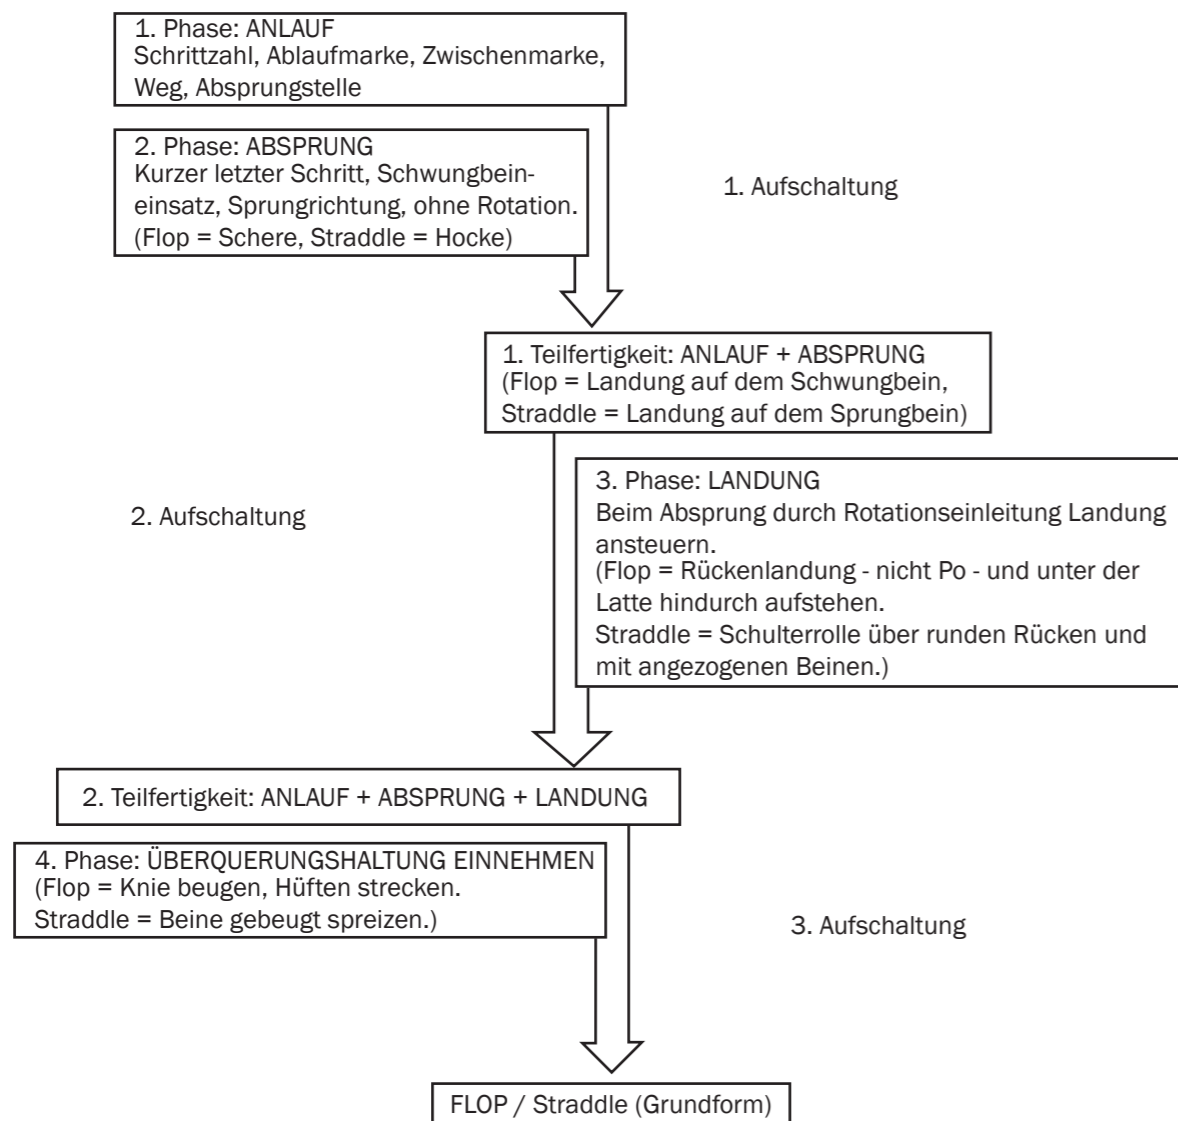 1. Phase: ANLAUF
Schrittzahl, Ablaufmarke, Zwischenmarke,
Weg, Absprungstelle
2. Phase: ABSPRUNG
Kurzer letzter Schritt, Schwungbein-
einsatz, Sprungrichtung, ohne Rotation.
(Flop = Schere, Straddle = Hocke)
1. Aufschaltung
1. Teilfertigkeit: ANLAUF + ABSPRUNG
(Flop = Landung auf dem Schwungbein,
Straddle = Landung auf dem Sprungbein)
2. Aufschaltung
3. Phase: LANDUNG
Beim Absprung durch Rotationseinleitung Landung
ansteuern.
(Flop = Rückenlandung - nicht Po - und unter der
Latte hindurch aufstehen.
Straddle = Schulterrolle über runden Rücken und
mit angezogenen Beinen.)
2. Teilfertigkeit: ANLAUF + ABSPRUNG + LANDUNG
4. Phase: ÜBERQUERUNGSHALTUNG EINNEHMEN
(Flop = Knie beugen, Hüften strecken.
Straddle = Beine gebeugt spreizen.)
3. Aufschaltung
FLOP / Straddle (Grundform)